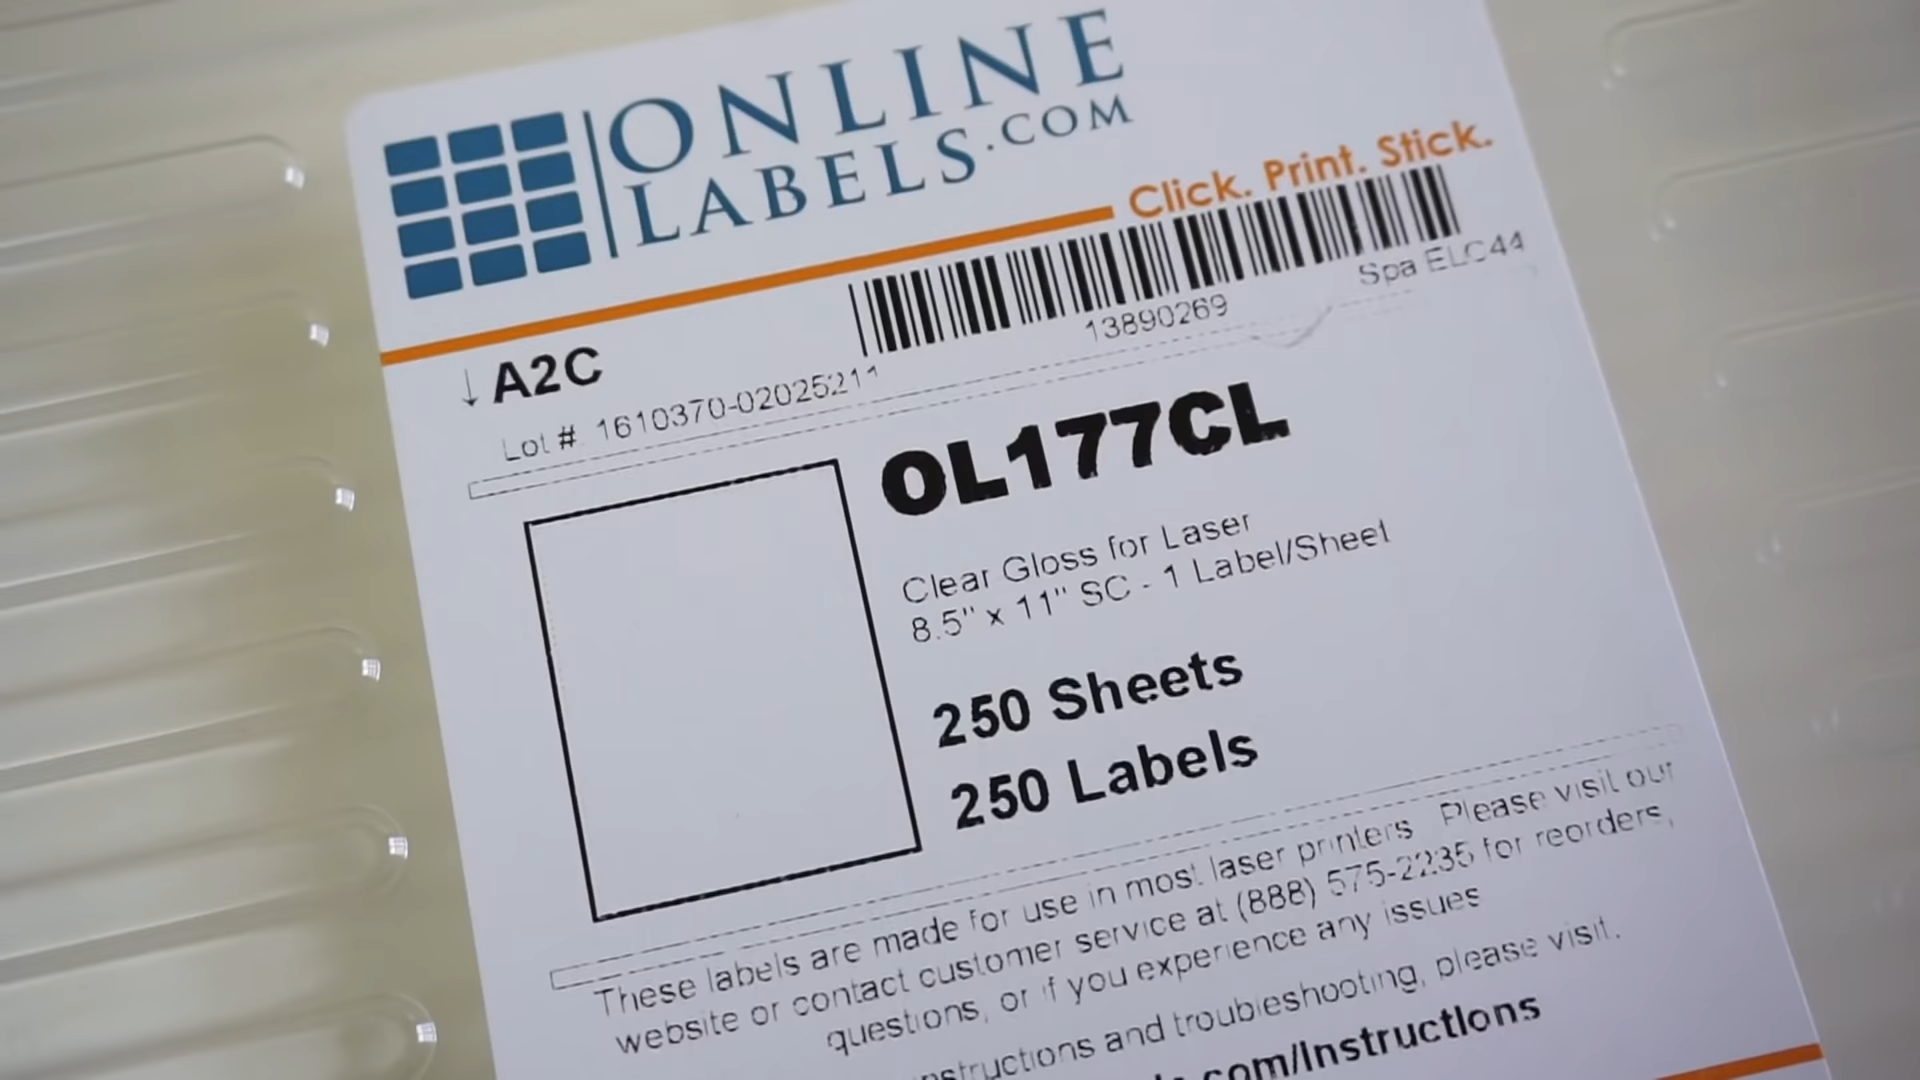 ONLINE
LABELS.COM
Click. Print. Stick.
13890269
Spa ELC44
↓ A2C
Lot # 1610370-02025211
OL177CL
Clear Gloss for Laser
8.5" x 11" SC - 1 Label/Sheet
250 Sheets
250 Labels
These labels are made for use in most laser printers Please visit our
website or contact customer service at (888) 575-2235 for reorders,
questions, or if you experience any issues
and troubleshooting, please visit.
.com/Instructions